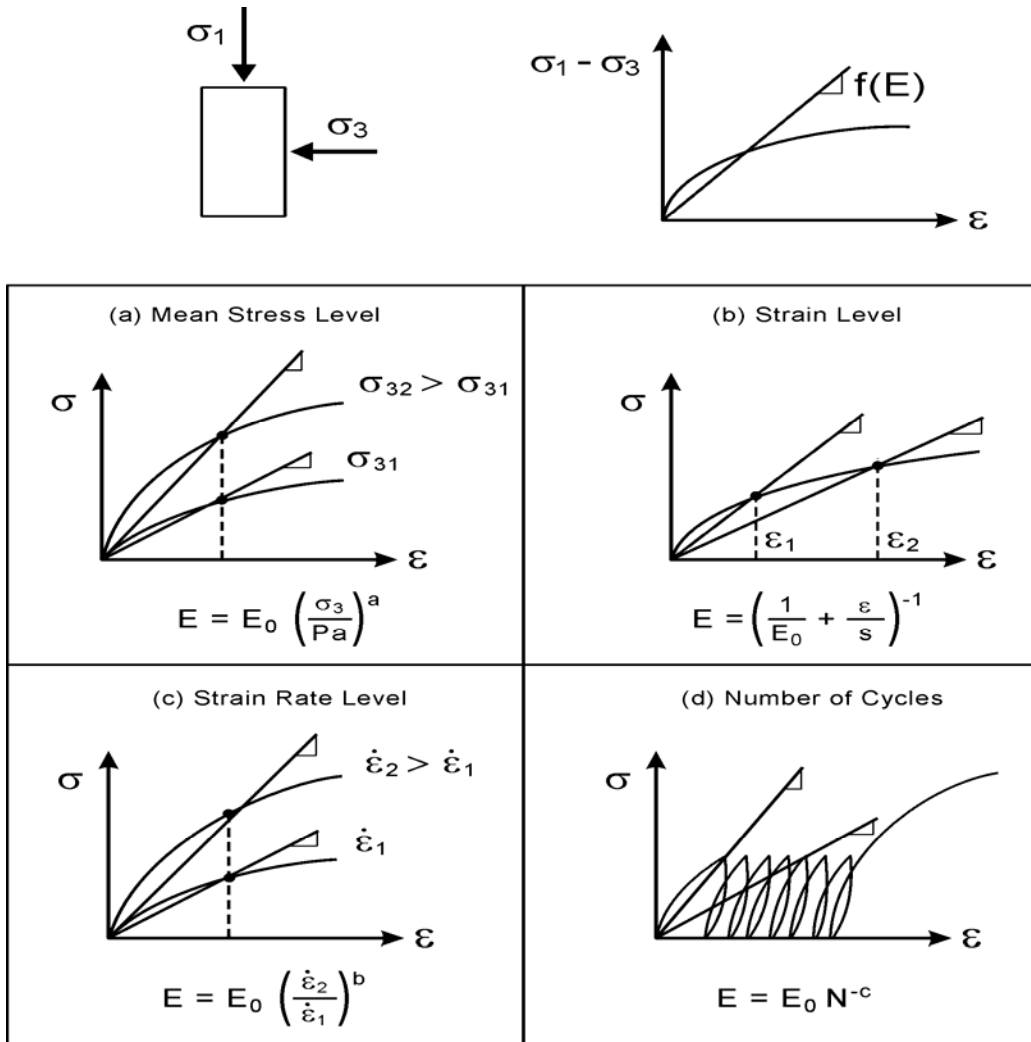 σ₁
σ₃
σ₁ - σ₃
f(E)
ε
(a) Mean Stress Level
σ
σ₃₂ > σ₃₁
σ₃₁
ε
E = E₀ (σ₃/Pa)ᵃ
(b) Strain Level
σ
ε₁
ε₂
ε
E = (1/E₀ + ε/s)⁻¹
(c) Strain Rate Level
σ
ε̇₂ > ε̇₁
ε̇₁
ε
E = E₀ (ε̇₂/ε̇₁)ᵇ
(d) Number of Cycles
σ
ε
E = E₀ N⁻ᶜ